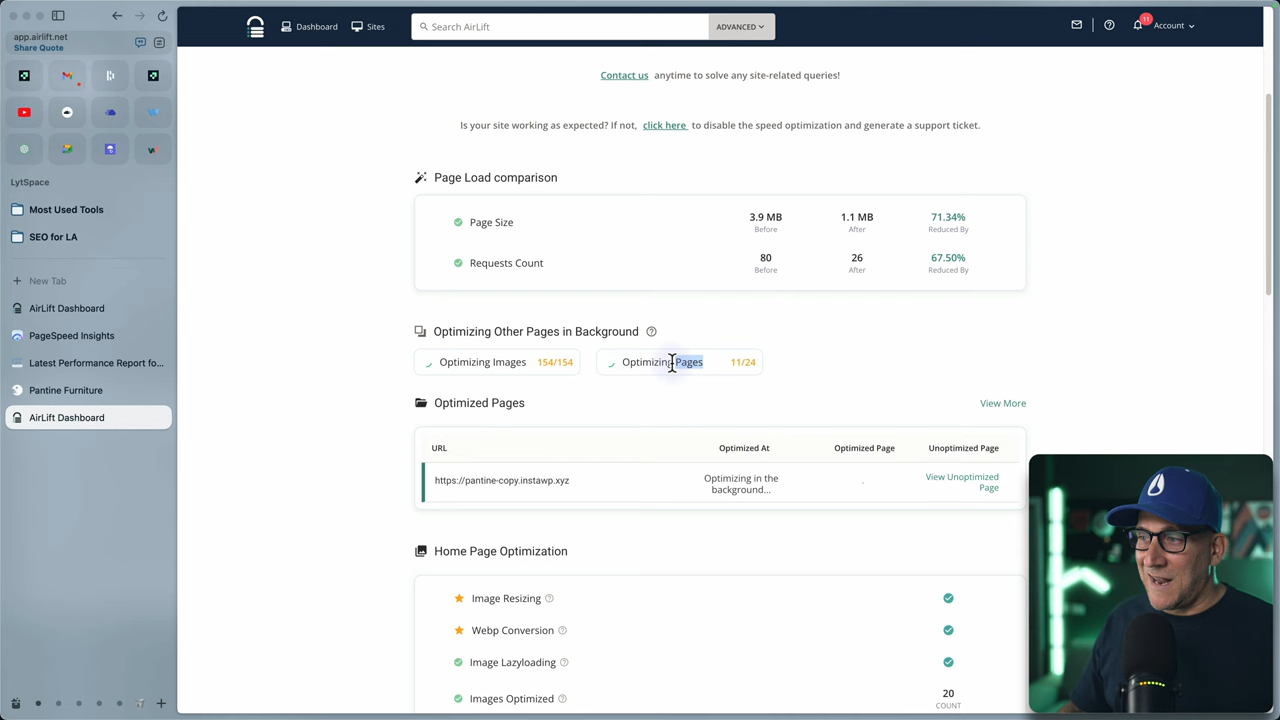 app.airlift.net
Share Quote
LytSpace
Most Used Tools
SEO for LA
New Tab
AirLift Dashboard
PageSpeed Insights
Latest Performance Report fo...
Pantine Furniture
AirLift Dashboard
Dashboard
Sites
Search AirLift
ADVANCED
11
Account
Contact us anytime to solve any site-related queries!
Is your site working as expected? If not, click here to disable the speed optimization and generate a support ticket.
Page Load comparison
Page Size
3.9 MB
1.1 MB
71.34%
Before
After
Reduced By
Requests Count
80
26
67.50%
Before
After
Reduced By
Optimizing Other Pages in Background
Optimizing Images 154/154
Optimizing Pages 11/24
Optimized Pages
View More
URL
Optimized At
Optimized Page
Unoptimized Page
https://pantine-copy.instawp.xyz
Optimizing in the
background...
View Unoptimized
Page
Home Page Optimization
Image Resizing
Webp Conversion
Image Lazyloading
Images Optimized
20
COUNT